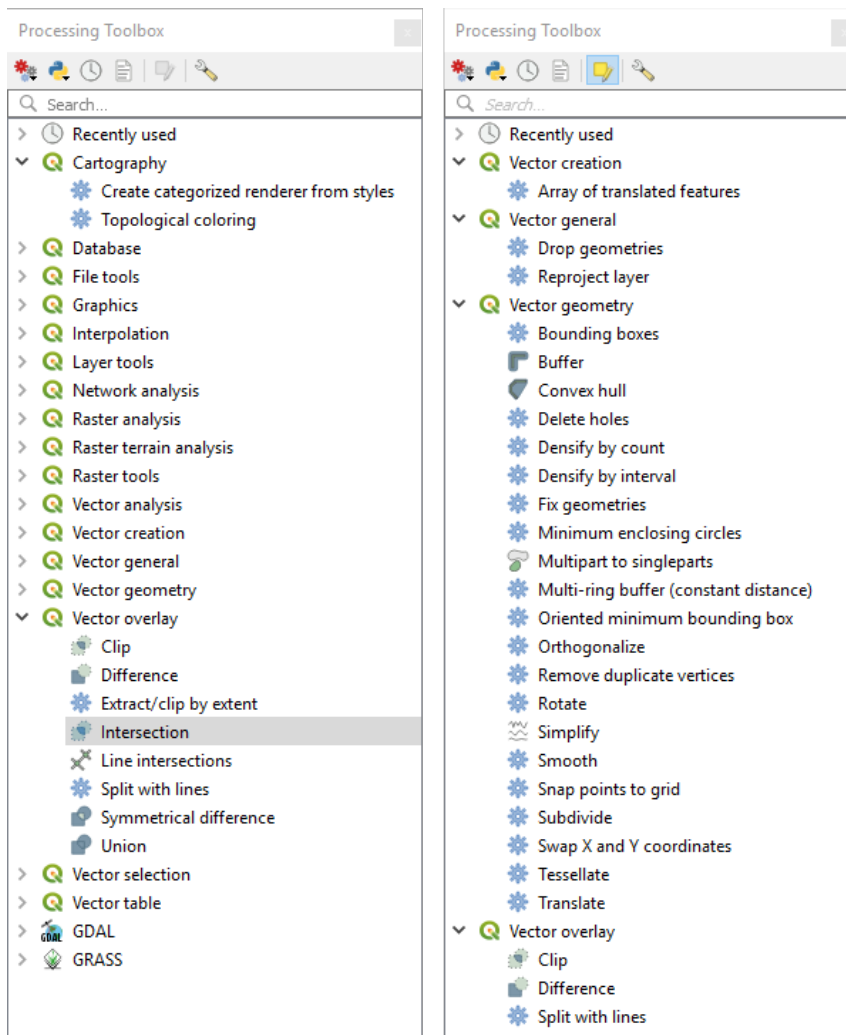 Processing Toolbox
Search...
Recently used
Cartography
Create categorized renderer from styles
Topological coloring
Database
File tools
Graphics
Interpolation
Layer tools
Network analysis
Raster analysis
Raster terrain analysis
Raster tools
Vector analysis
Vector creation
Vector general
Vector geometry
Vector overlay
Clip
Difference
Extract/clip by extent
Intersection
Line intersections
Split with lines
Symmetrical difference
Union
Vector selection
Vector table
GDAL
GRASS
Processing Toolbox
Search...
Recently used
Vector creation
Array of translated features
Vector general
Drop geometries
Reproject layer
Vector geometry
Bounding boxes
Buffer
Convex hull
Delete holes
Densify by count
Densify by interval
Fix geometries
Minimum enclosing circles
Multipart to singleparts
Multi-ring buffer (constant distance)
Oriented minimum bounding box
Orthogonalize
Remove duplicate vertices
Rotate
Simplify
Smooth
Snap points to grid
Subdivide
Swap X and Y coordinates
Tessellate
Translate
Vector overlay
Clip
Difference
Split with lines